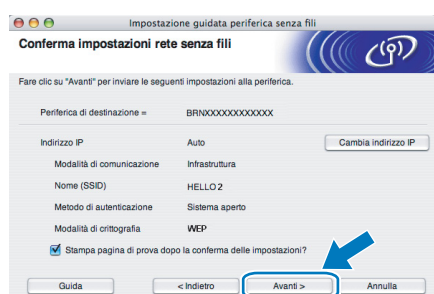 Impostazione guidata periferica senza fili
Conferma impostazioni rete senza fili
Fare clic su "Avanti" per inviare le seguenti impostazioni alla periferica.
Periferica di destinazione = BRNXXXXXXXXXXXX
Indirizzo IP Auto Cambia indirizzo IP
Modalità di comunicazione Infrastruttura
Nome (SSID) HELLO 2
Metodo di autenticazione Sistema aperto
Modalità di crittografia WEP
Stampa pagina di prova dopo la conferma delle impostazioni?
Guida < Indietro Avanti > Annulla